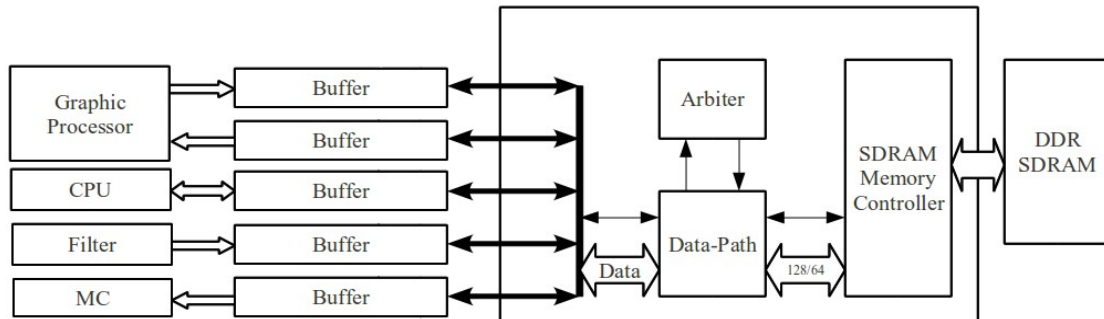 Graphic
Processor
Buffer
Buffer
CPU
Buffer
Filter
Buffer
MC
Buffer
Arbiter
Data-Path
Data
128/64
SDRAM
Memory
Controller
DDR
SDRAM